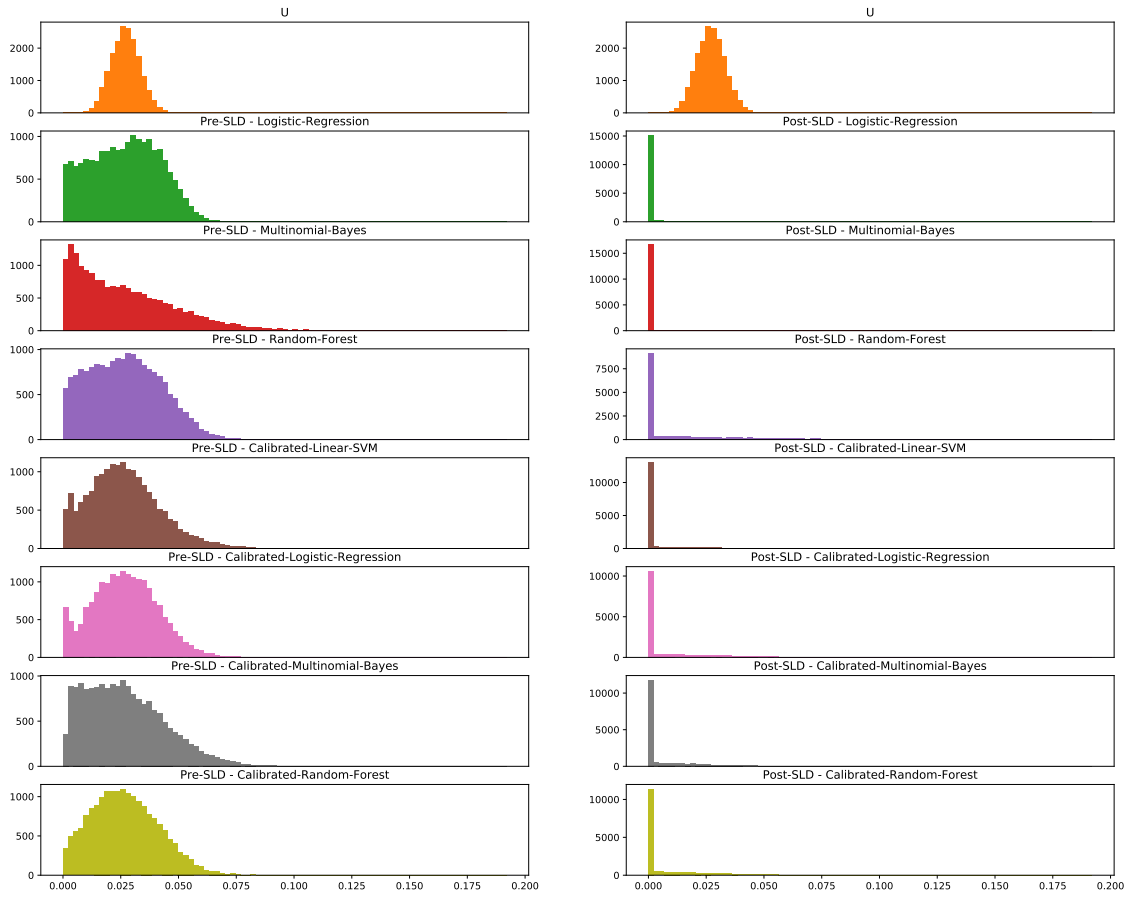 U
2000
1000
0
Pre-SLD - Logistic-Regression
1000
500
0
Pre-SLD - Multinomial-Bayes
1000
500
0
Pre-SLD - Random-Forest
1000
500
0
Pre-SLD - Calibrated-Linear-SVM
1000
500
0
Pre-SLD - Calibrated-Logistic-Regression
1000
500
0
Pre-SLD - Calibrated-Multinomial-Bayes
1000
500
0
Pre-SLD - Calibrated-Random-Forest
1000
500
0
0.000 0.025 0.050 0.075 0.100 0.125 0.150 0.175 0.200
U
2000
1000
0
Post-SLD - Logistic-Regression
15000
10000
5000
0
Post-SLD - Multinomial-Bayes
15000
10000
5000
0
Post-SLD - Random-Forest
7500
5000
2500
0
Post-SLD - Calibrated-Linear-SVM
10000
5000
0
Post-SLD - Calibrated-Logistic-Regression
10000
5000
0
Post-SLD - Calibrated-Multinomial-Bayes
10000
5000
0
Post-SLD - Calibrated-Random-Forest
10000
5000
0
0.000 0.025 0.050 0.075 0.100 0.125 0.150 0.175 0.200